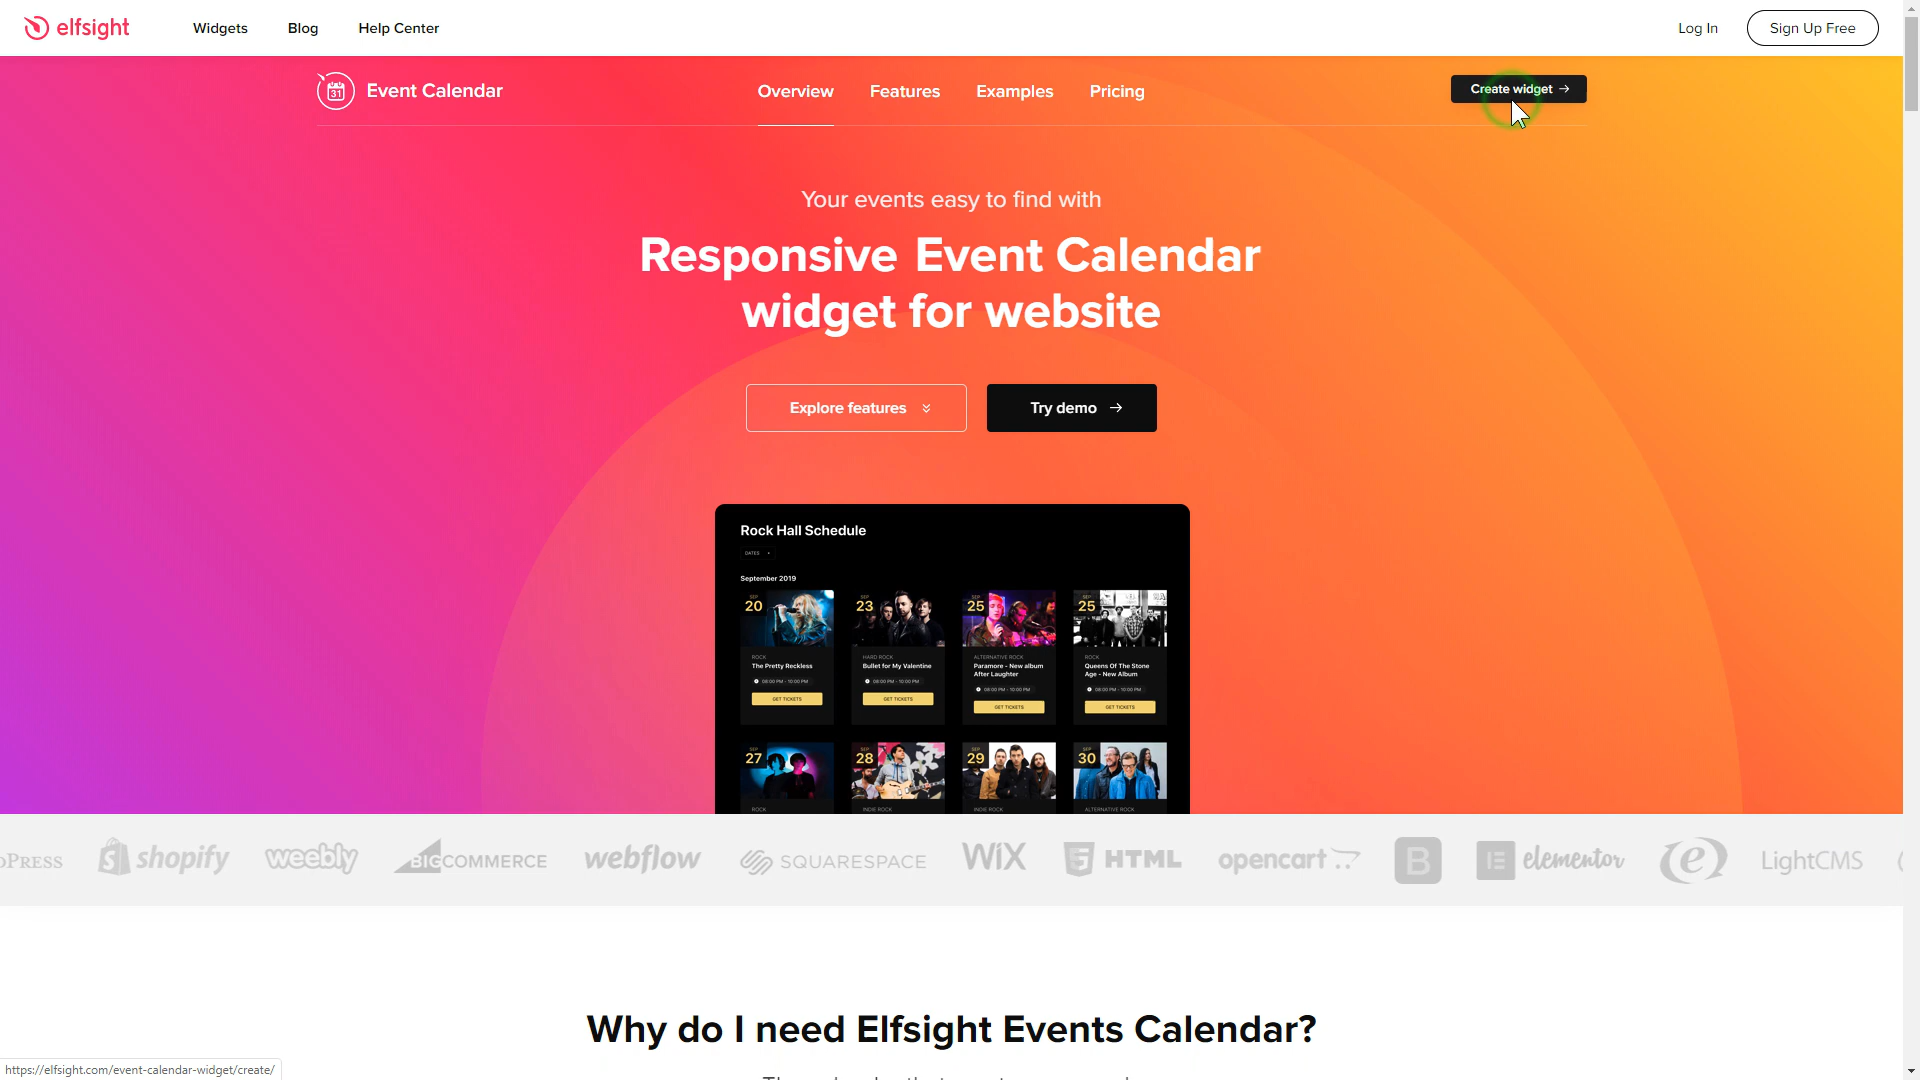 elfsight
Widgets
Blog
Help Center
Log In
Sign Up Free
Event Calendar
Overview
Features
Examples
Pricing
Create widget
Your events easy to find with
Responsive Event Calendar
widget for website
Explore features
Try demo
Rock Hall Schedule
DATES
September 2019
SEP
20
ROCK
The Pretty Reckless
08:00 PM - 10:00 PM
GET TICKETS
SEP
23
HARD ROCK
Bullet for My Valentine
08:00 PM - 10:00 PM
GET TICKETS
SEP
25
ALTERNATIVE ROCK
Paramore - New album
After Laughter
08:00 PM - 10:00 PM
GET TICKETS
SEP
25
ROCK
Queens Of The Stone
Age - New Album
08:00 PM - 10:00 PM
GET TICKETS
SEP
27
ROCK
SEP
28
INDIE ROCK
SEP
29
INDIE ROCK
SEP
30
ALTERNATIVE ROCK
PRESS
shopify
weebly
BIGCOMMERCE
webflow
SQUARESPACE
WiX
HTML
opencart
B
elementor
e
LightCMS
Why do I need Elfsight Events Calendar?
https://elfsight.com/event-calendar-widget/create/